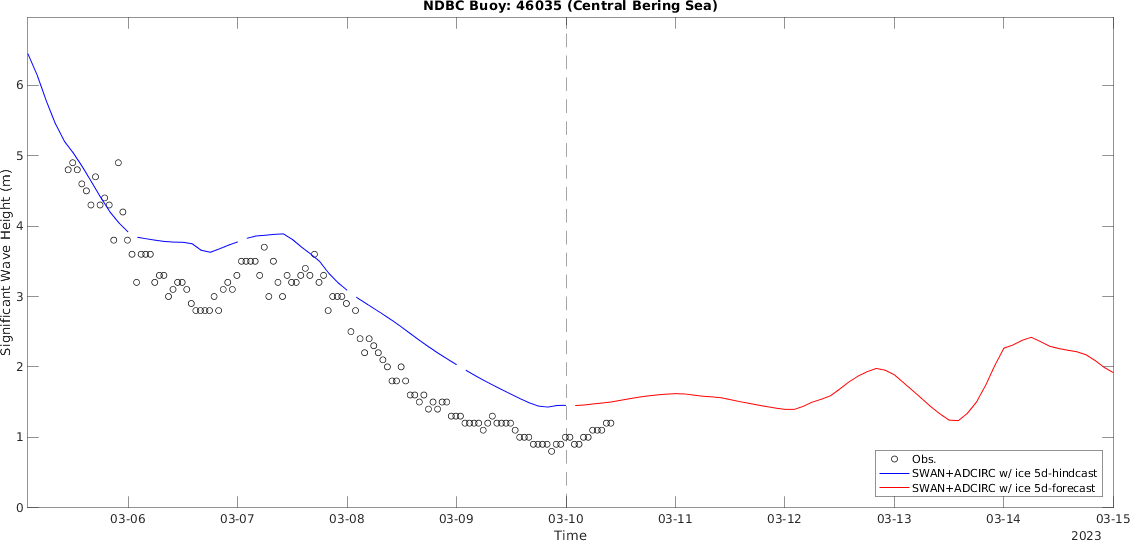 NDBC Buoy: 46035 (Central Bering Sea)
Significant Wave Height (m)
6
5
4
3
2
1
0
Obs.
SWAN+ADCIRC w/ ice 5d-hindcast
SWAN+ADCIRC w/ ice 5d-forecast
03-06 03-07 03-08 03-09 03-10 03-11 03-12 03-13 03-14 03-15
Time
2023